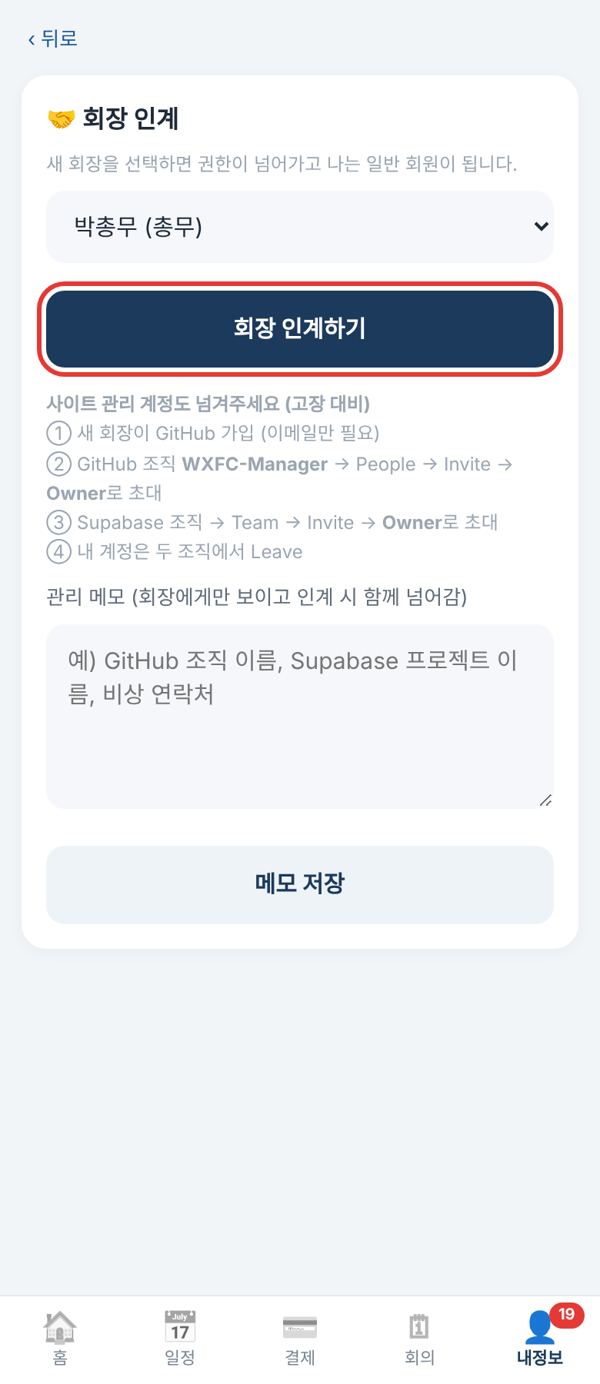 ‹ 뒤로
🤝 회장 인계
새 회장을 선택하면 권한이 넘어가고 나는 일반 회원이 됩니다.
박총무 (총무)
회장 인계하기
사이트 관리 계정도 넘겨주세요 (고장 대비)
① 새 회장이 GitHub 가입 (이메일만 필요)
② GitHub 조직 WXFC-Manager → People → Invite →
Owner로 초대
③ Supabase 조직 → Team → Invite → Owner로 초대
④ 내 계정은 두 조직에서 Leave
관리 메모 (회장에게만 보이고 인계 시 함께 넘어감)
예) GitHub 조직 이름, Supabase 프로젝트 이
름, 비상 연락처
메모 저장
July
17
19
홈 일정 결제 회의 내정보